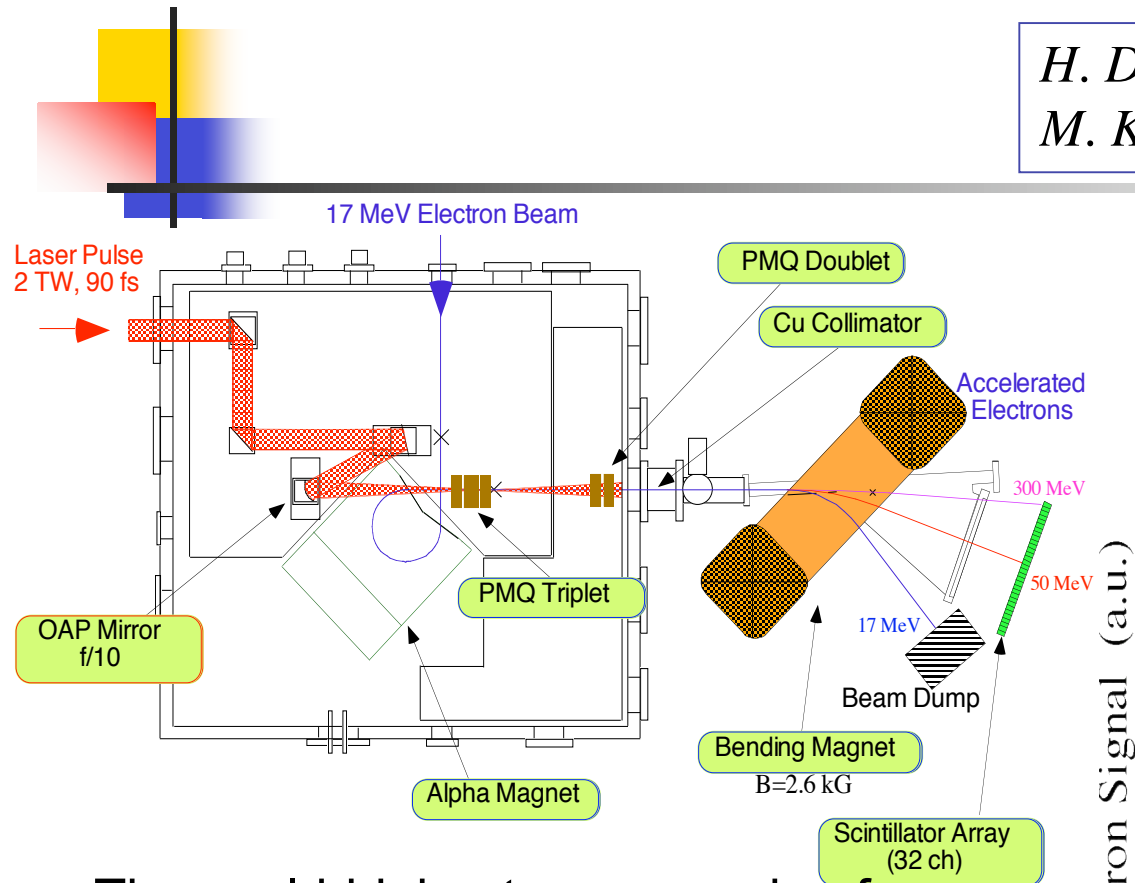 H. D
M. K
17 MeV Electron Beam
Laser Pulse
2 TW, 90 fs
PMQ Doublet
Cu Collimator
Accelerated
Electrons
300 MeV
50 MeV
17 MeV
PMQ Triplet
OAP Mirror
f/10
Beam Dump
Bending Magnet
B=2.6 kG
Alpha Magnet
Scintillator Array
(32 ch)
ron Signal (a.u.)